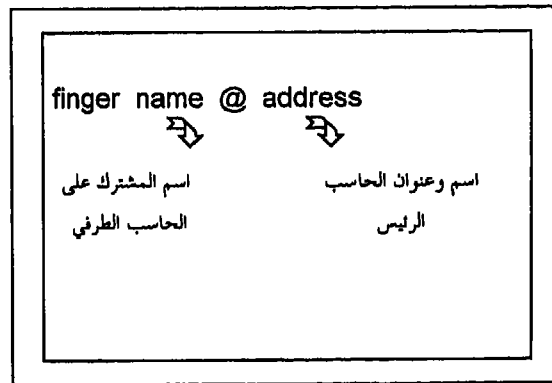 finger name @ address
اسم المشترك على
الحاسب الطرفي
اسم وعنوان الحاسب
الرئيس